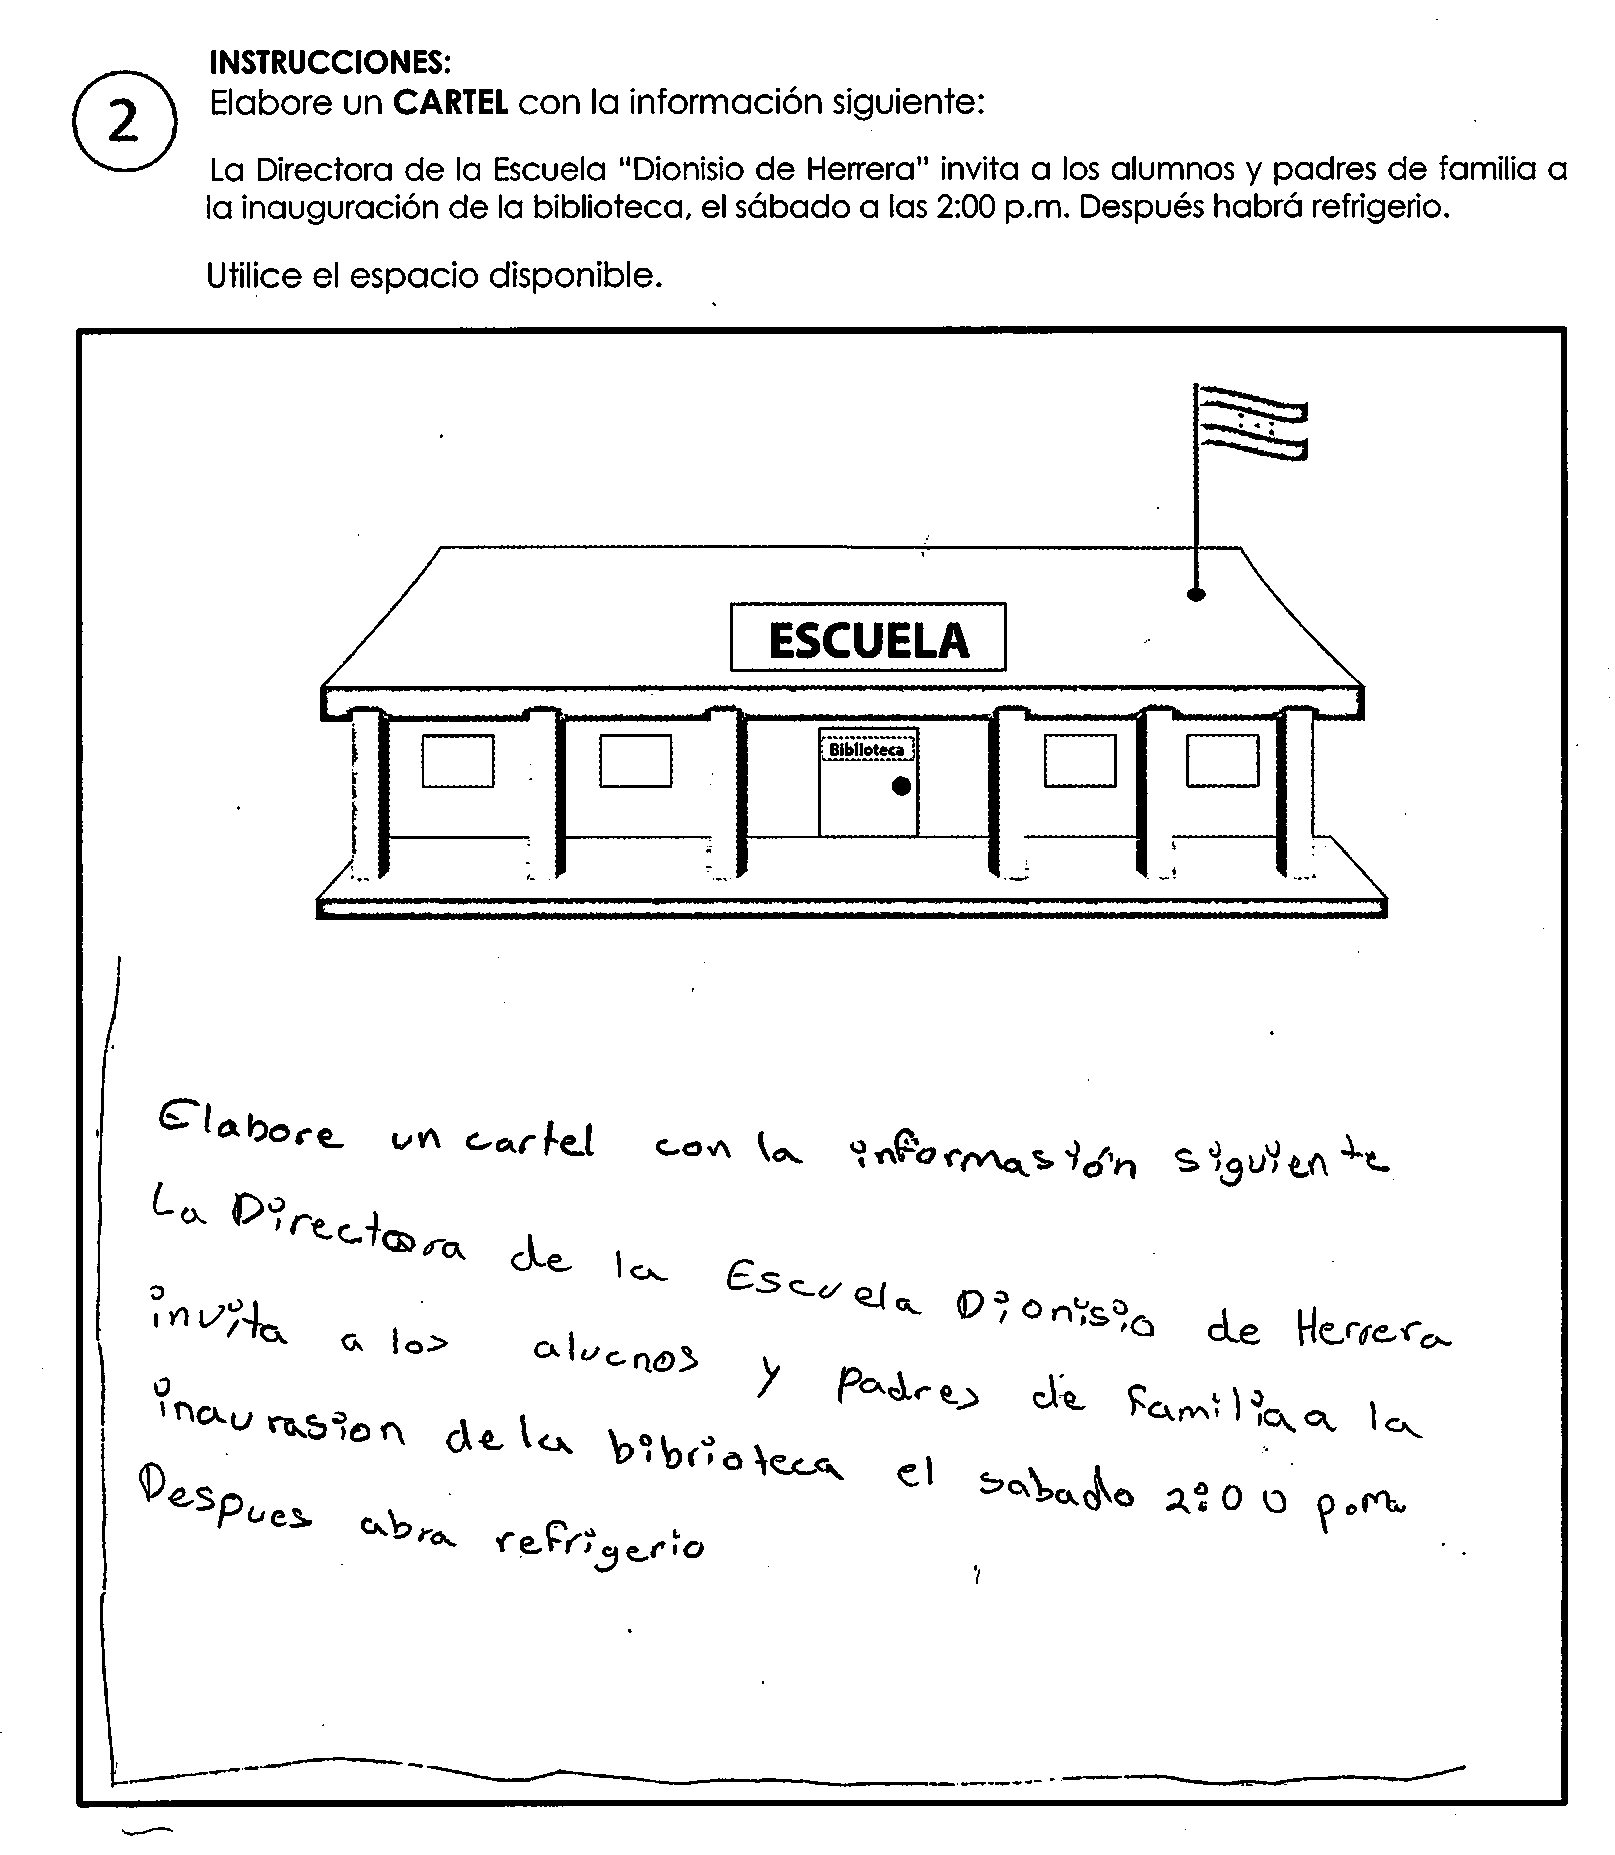 INSTRUCCIONES:
2
Elabore un CARTEL con la información siguiente:
La Directora de la Escuela "Dionisio de Herrera" invita a los alumnos y padres de familia a
la inauguración de la biblioteca, el sábado a las 2:00 p.m. Después habrá refrigerio.
Utilice el espacio disponible.
ESCUELA
Biblioteca
Elabore un cartel con la informasión siguiente
La Directora de la Escuela Dionisio de Herrera
invita a los alucnos y padres de familia a la
inaurasion de la bibrioteca el sabado 2:00 p.m
Despues abra refrigerio